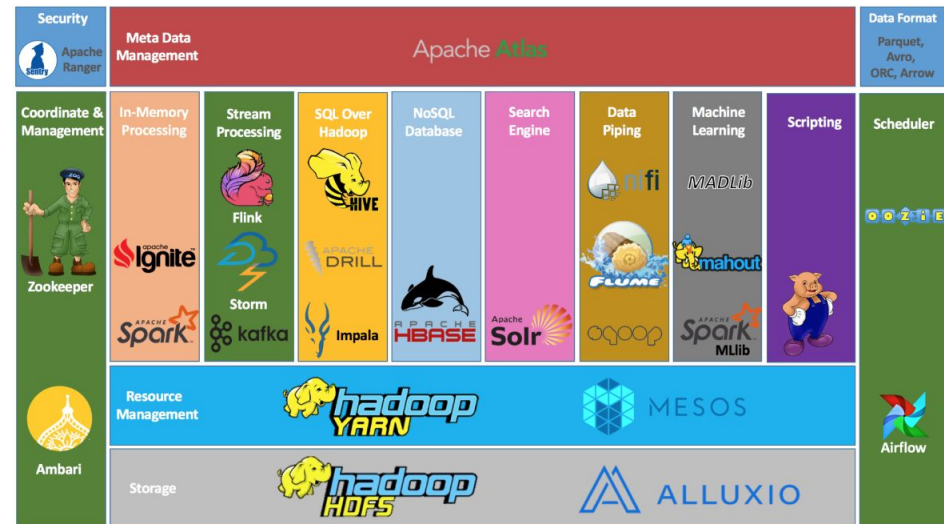 Security
Sentry
Apache
Ranger
Meta Data
Management
Apache Atlas
Data Format
Parquet,
Avro,
ORC, Arrow
Coordinate &
Management
ZOO
Zookeeper
Ambari
In-Memory
Processing
apache
Ignite™
APACHE
Spark™
Stream
Processing
Flink
Storm
kafka
SQL Over
Hadoop
HIVE
APACHE
DRILL
Impala
NoSQL
Database
APACHE
HBASE
Search
Engine
Apache
Solr
Data
Piping
nifi
FLUME
sqoop
Machine
Learning
MADLib
mahout
APACHE
Spark
MLlib
Scripting
Scheduler
OOZIE
Airflow
Resource
Management
hadoop
YARN
MESOS
Storage
hadoop
HDFS
ALLUXIO